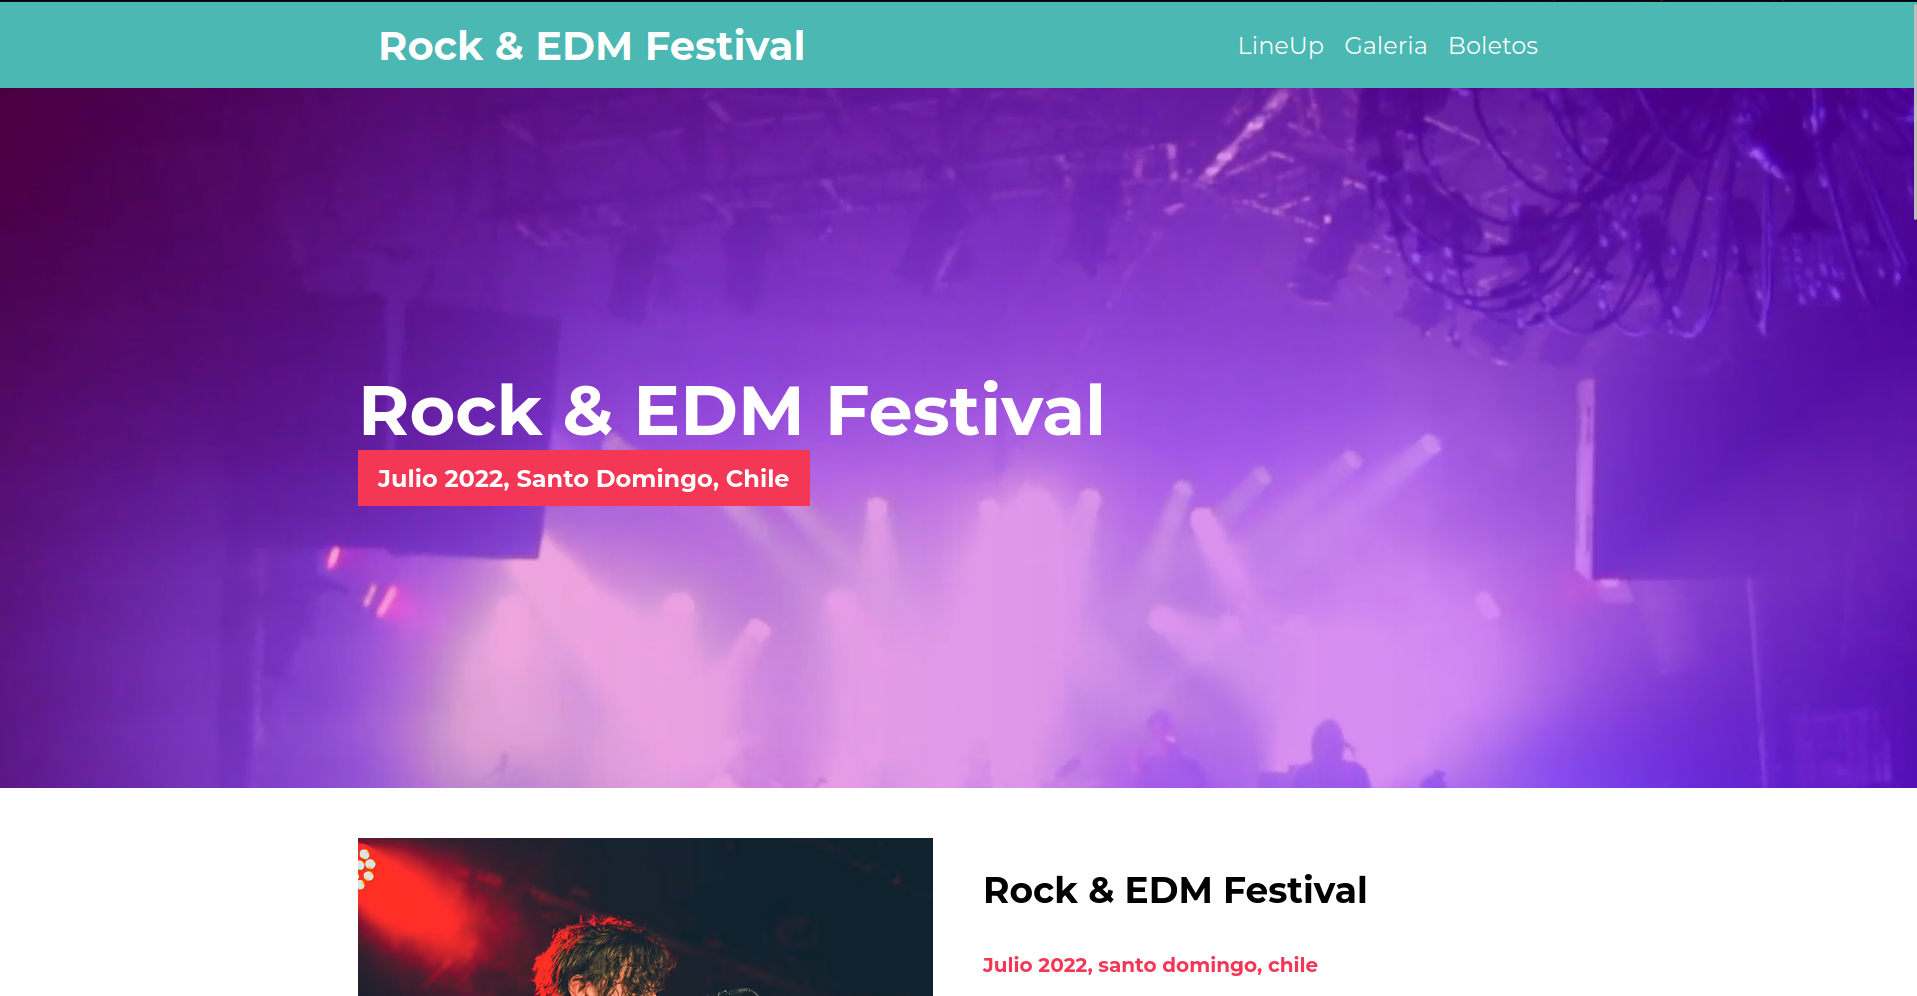 Rock & EDM Festival
LineUp Galeria Boletos
Rock & EDM Festival
Julio 2022, Santo Domingo, Chile
Rock & EDM Festival
Julio 2022, santo domingo, chile